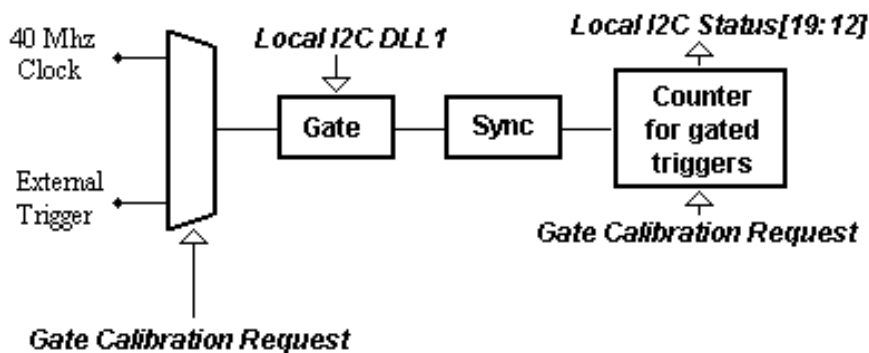 40 Mhz
Clock
Local I2C DLL1
Local I2C Status[19:12]
Gate
Sync
Counter
for gated
triggers
External
Trigger
Gate Calibration Request
Gate Calibration Request